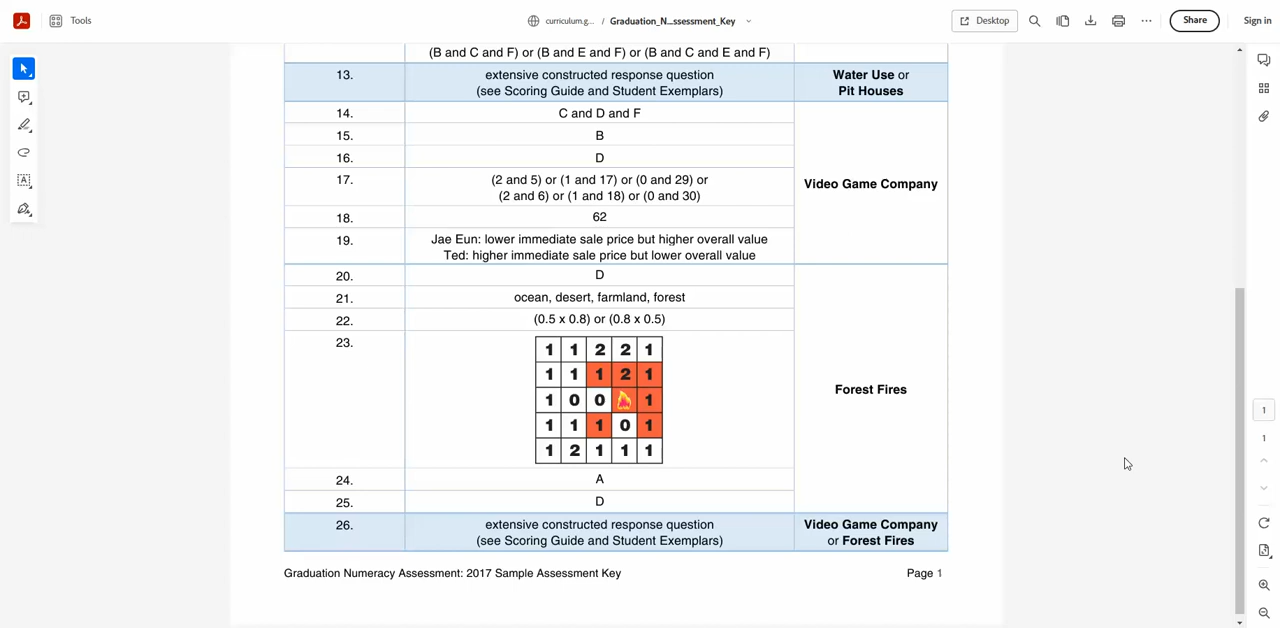 Tools
curriculum.g... / Graduation_N...ssessment_Key
Desktop
Share
Sign in
(B and C and F) or (B and E and F) or (B and C and E and F)
13. extensive constructed response question Water Use or
(see Scoring Guide and Student Exemplars) Pit Houses
14. C and D and F
15. B
16. D
17. (2 and 5) or (1 and 17) or (0 and 29) or
(2 and 6) or (1 and 18) or (0 and 30)
Video Game Company
18. 62
19. Jae Eun: lower immediate sale price but higher overall value
Ted: higher immediate sale price but lower overall value
20. D
21. ocean, desert, farmland, forest
22. (0.5 x 0.8) or (0.8 x 0.5)
23.
1 1 2 2 1
1 1 1 2 1
1 0 0 1
1 1 1 0 1
1 2 1 1 1
Forest Fires
24. A
25. D
26. extensive constructed response question Video Game Company
(see Scoring Guide and Student Exemplars) or Forest Fires
Graduation Numeracy Assessment: 2017 Sample Assessment Key Page 1
1
1